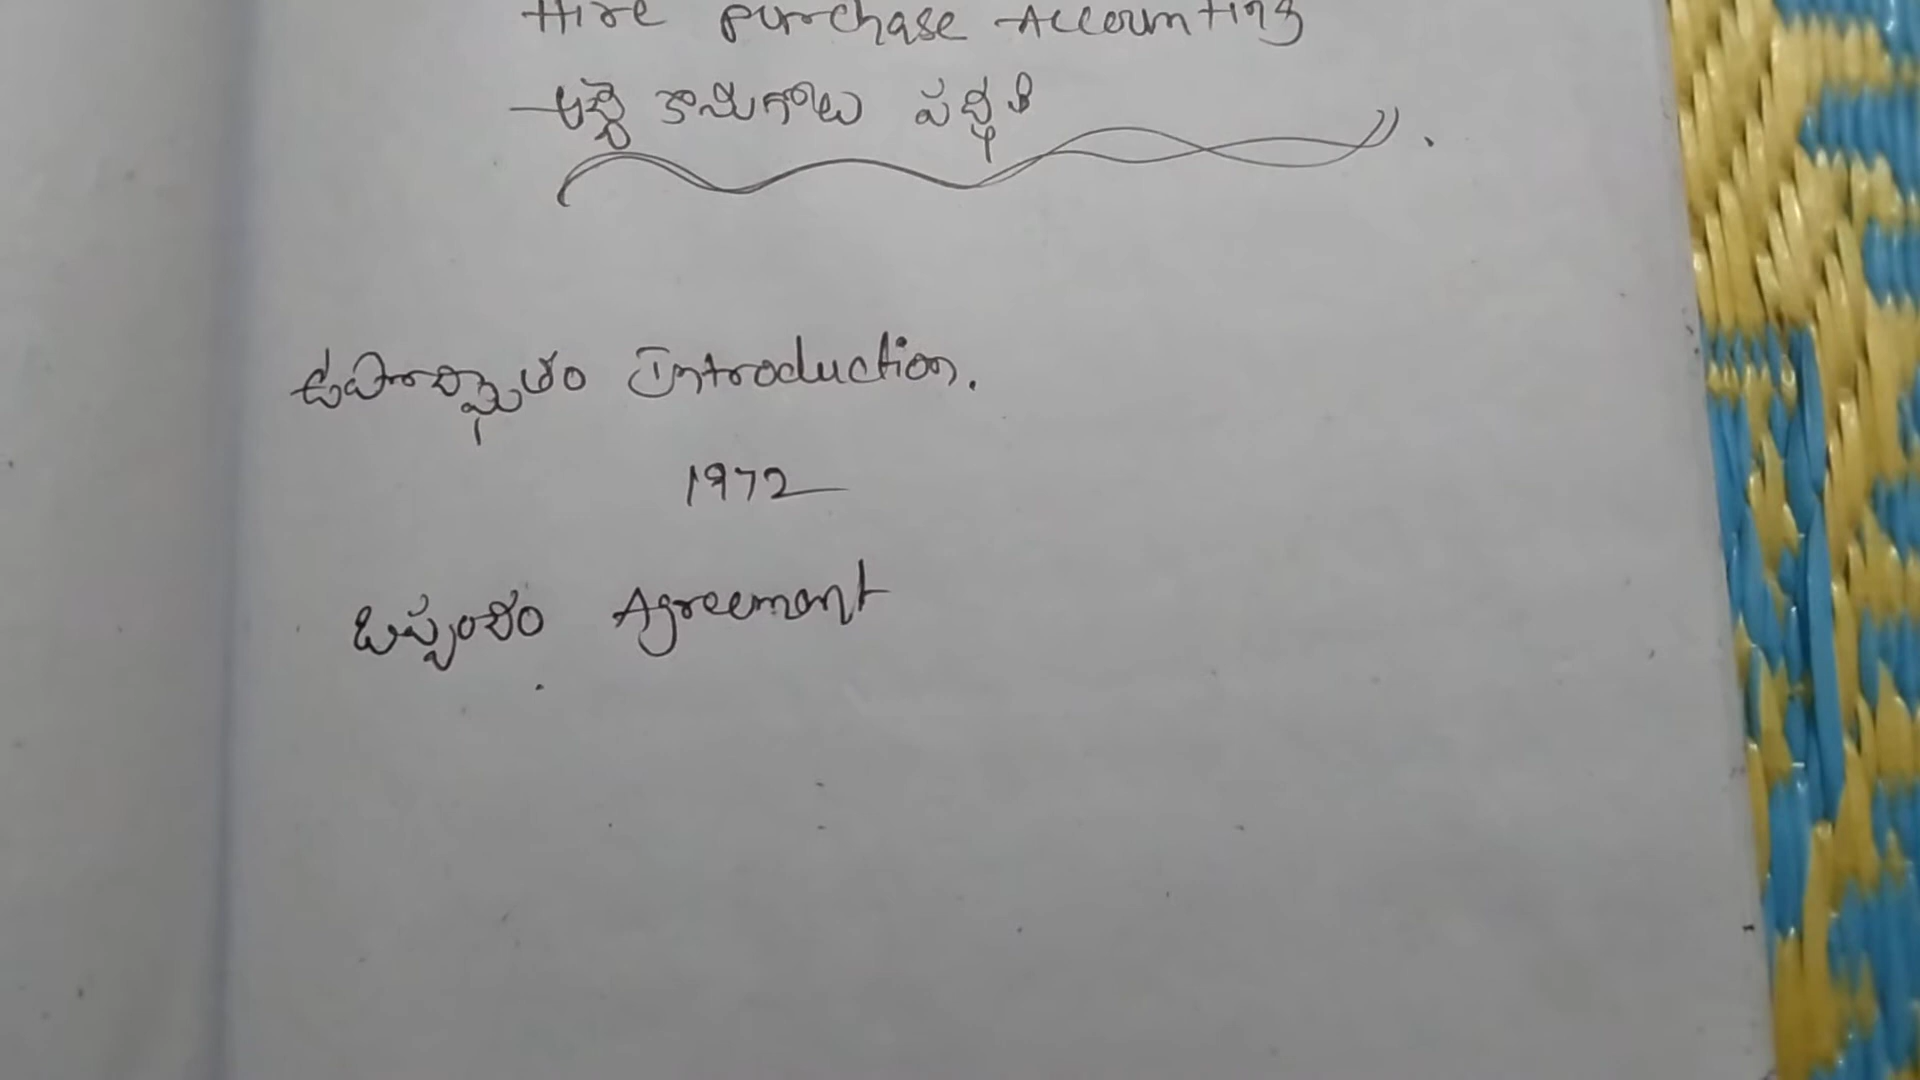 Hire purchase Accounting
అద్దె కొనుగోలు పద్ధతి
ఉపోద్ఘాతం Introduction.
1972
ఒప్పందం Agreement